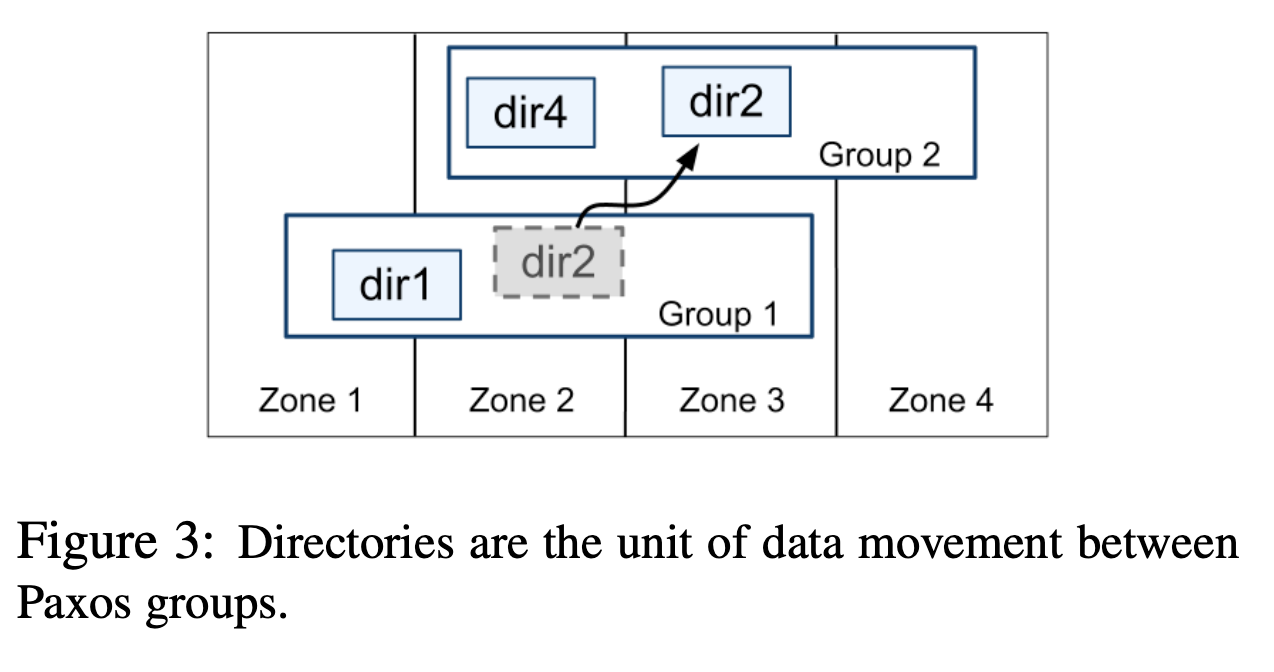 dir4
dir2
Group 2
dir2
dir1
Group 1
Zone 1
Zone 2
Zone 3
Zone 4
Figure 3: Directories are the unit of data movement between
Paxos groups.